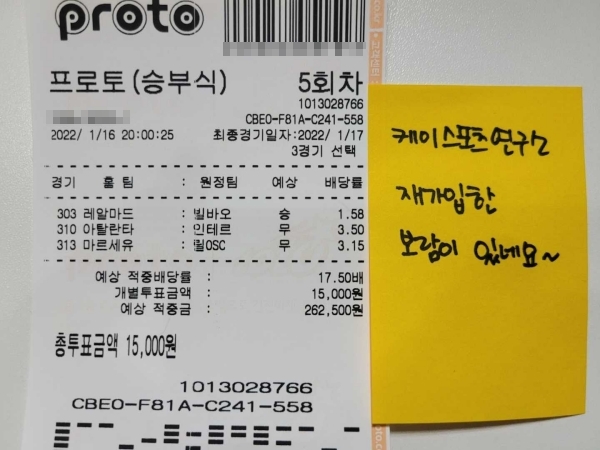 proto
프로토(승부식) 5회차
1013028766
CBE0-F81A-C241-558
2022/ 1/16 20:00:25 최종경기일자:2022/ 1/17
3경기 선택
경기 홈 팀 : 원정팀 예상 배당률
303 레알마드 : 빌바오 승 1.58
310 아탈란타 : 인테르 무 3.50
313 마르세유 : 릴OSC 무 3.15
예상 적중배당률 : 17.50배
개별투표금액 : 15,000원
예상 적중금 : 262,500원
총투표금액 15,000원
1013028766
CBE0-F81A-C241-558
케이스포츠연구소
재가입한
보람이 있네요~